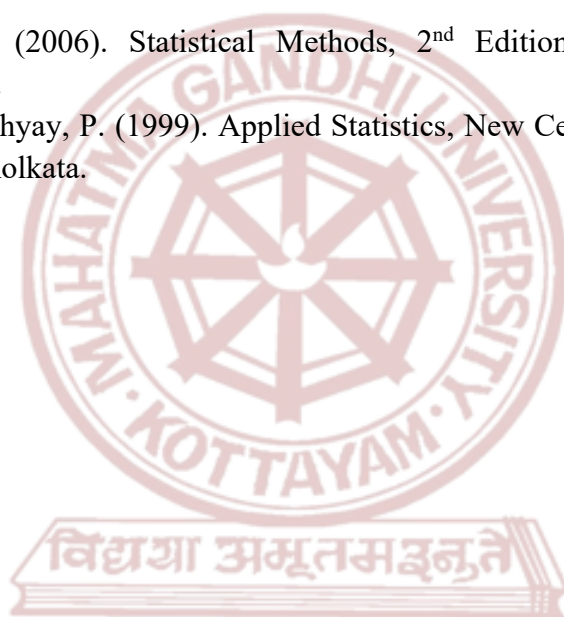 (2006). Statistical Methods, 2nd Edition
hyay, P. (1999). Applied Statistics, New Ce
olkata.
MAHATMA GANDHI UNIVERSITY
· KOTTAYAM ·
विद्यया अमृतमश्नुते